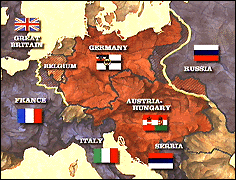 GREAT
BRITAIN
GERMANY
BELGIUM
RUSSIA
FRANCE
AUSTRIA-
HUNGARY
ITALY
SERBIA